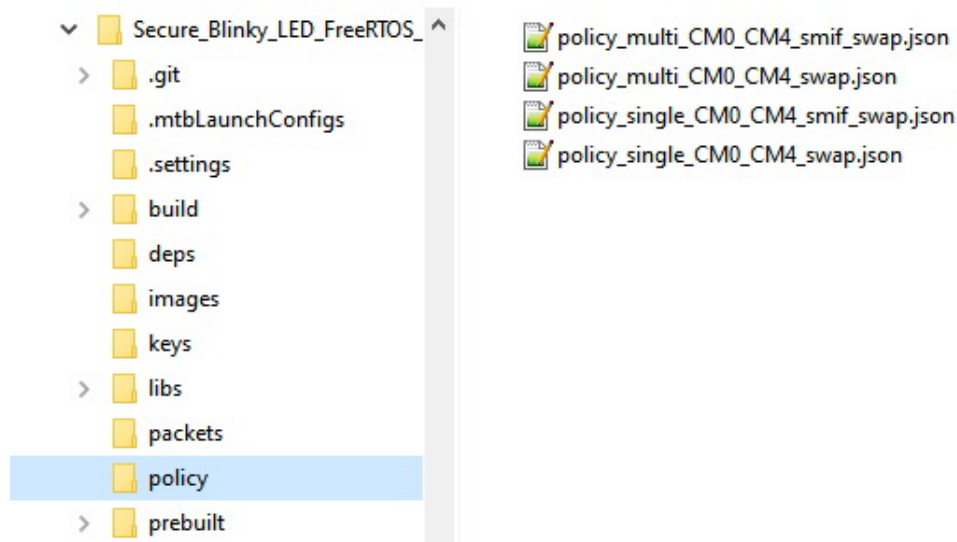 Secure_Blinky_LED_FreeRTOS_
.git
.mtbLaunchConfigs
.settings
build
deps
images
keys
libs
packets
policy
prebuilt
policy_multi_CM0_CM4_smif_swap.json
policy_multi_CM0_CM4_swap.json
policy_single_CM0_CM4_smif_swap.json
policy_single_CM0_CM4_swap.json